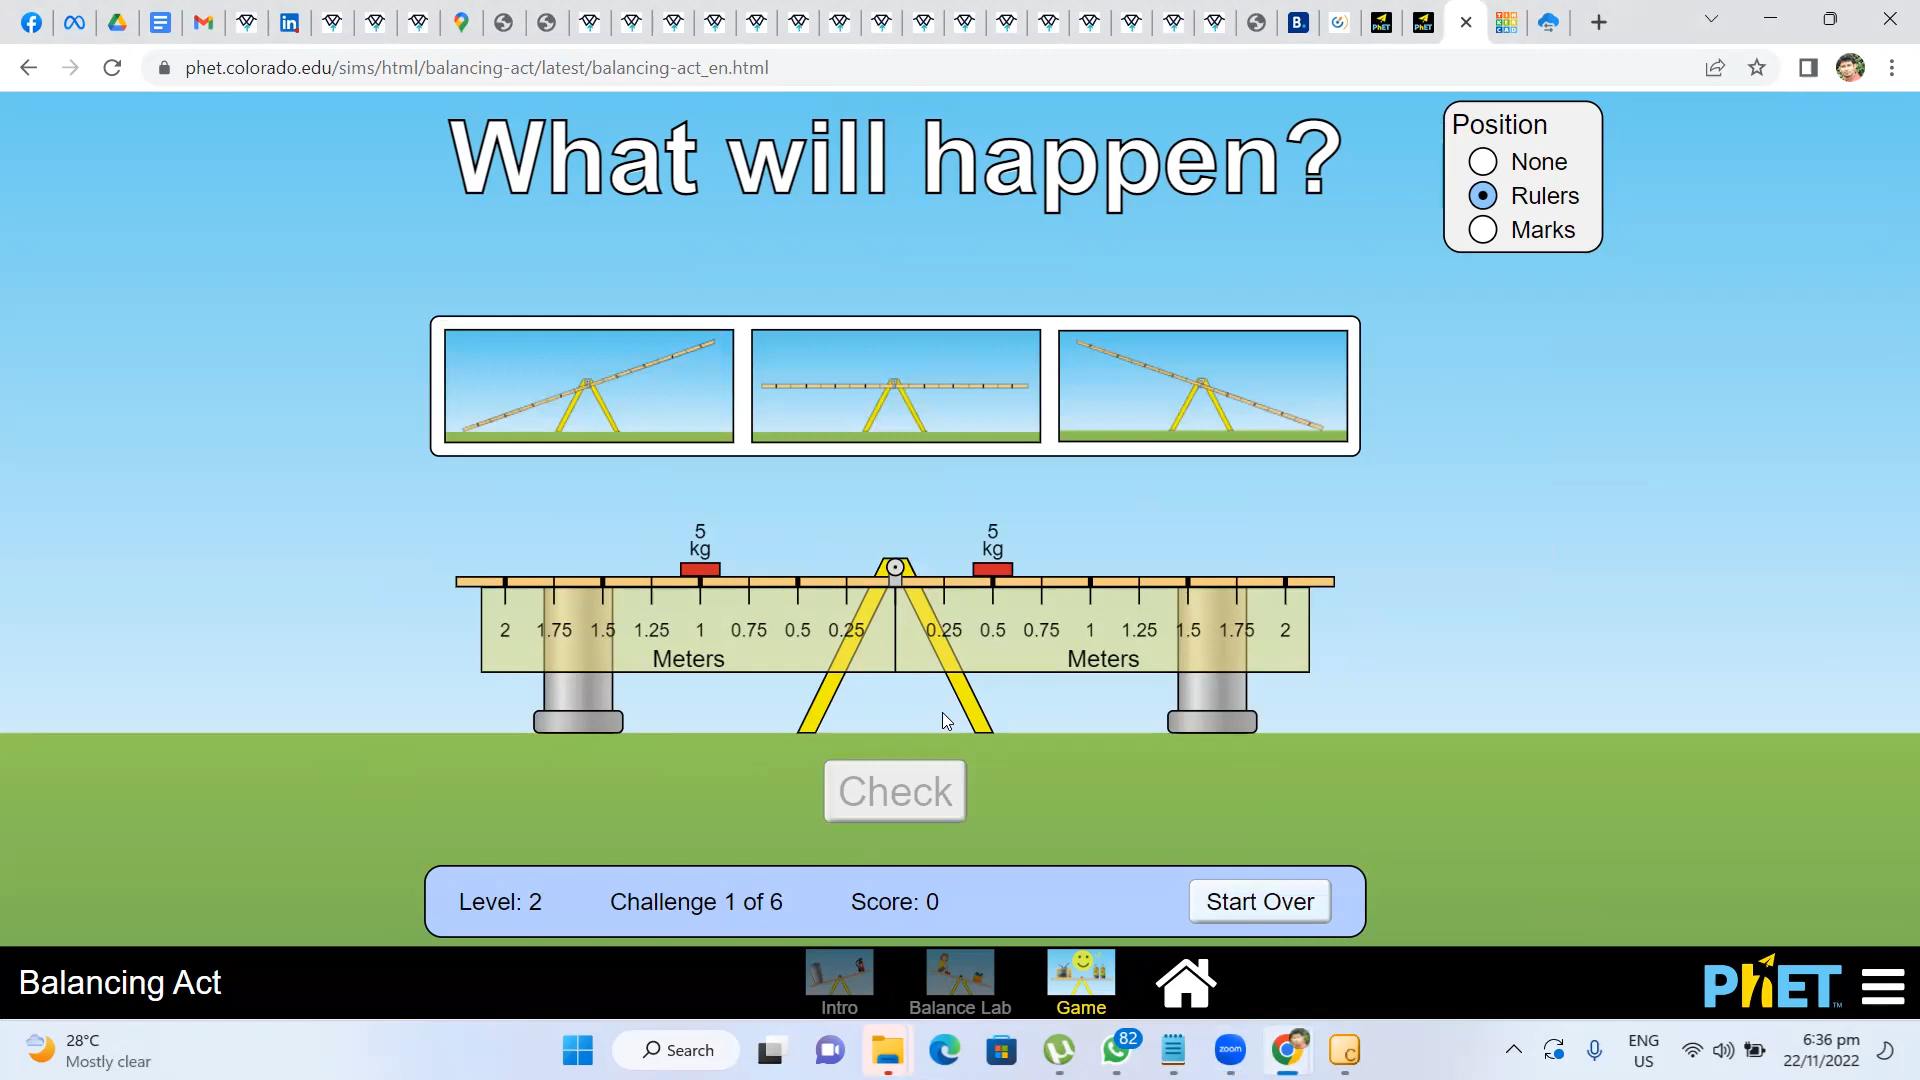 phet.colorado.edu/sims/html/balancing-act/latest/balancing-act_en.html
What will happen?
Position
None
Rulers
Marks
5
kg
5
kg
2 1.75 1.5 1.25 1 0.75 0.5 0.25 0.25 0.5 0.75 1 1.25 1.5 1.75 2
Meters Meters
Check
Level: 2 Challenge 1 of 6 Score: 0 Start Over
Balancing Act
Intro
Balance Lab
Game
PhET
28°C
Mostly clear
Search
82
zoom
ENG
US
6:36 pm
22/11/2022